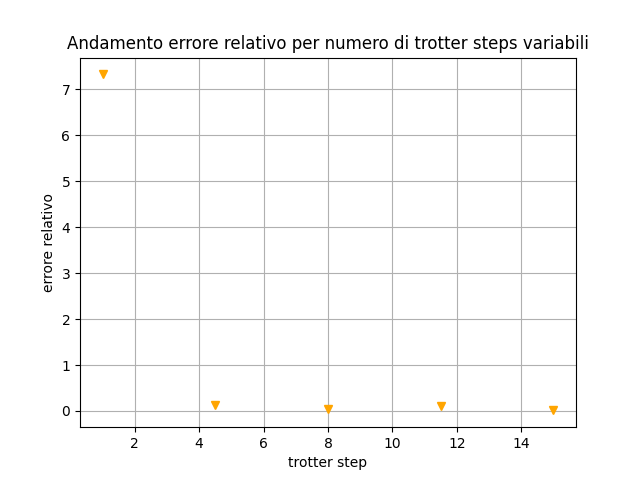 Andamento errore relativo per numero di trotter steps variabili
7
6
5
4
3
2
1
0
errore relativo
2 4 6 8 10 12 14
trotter step